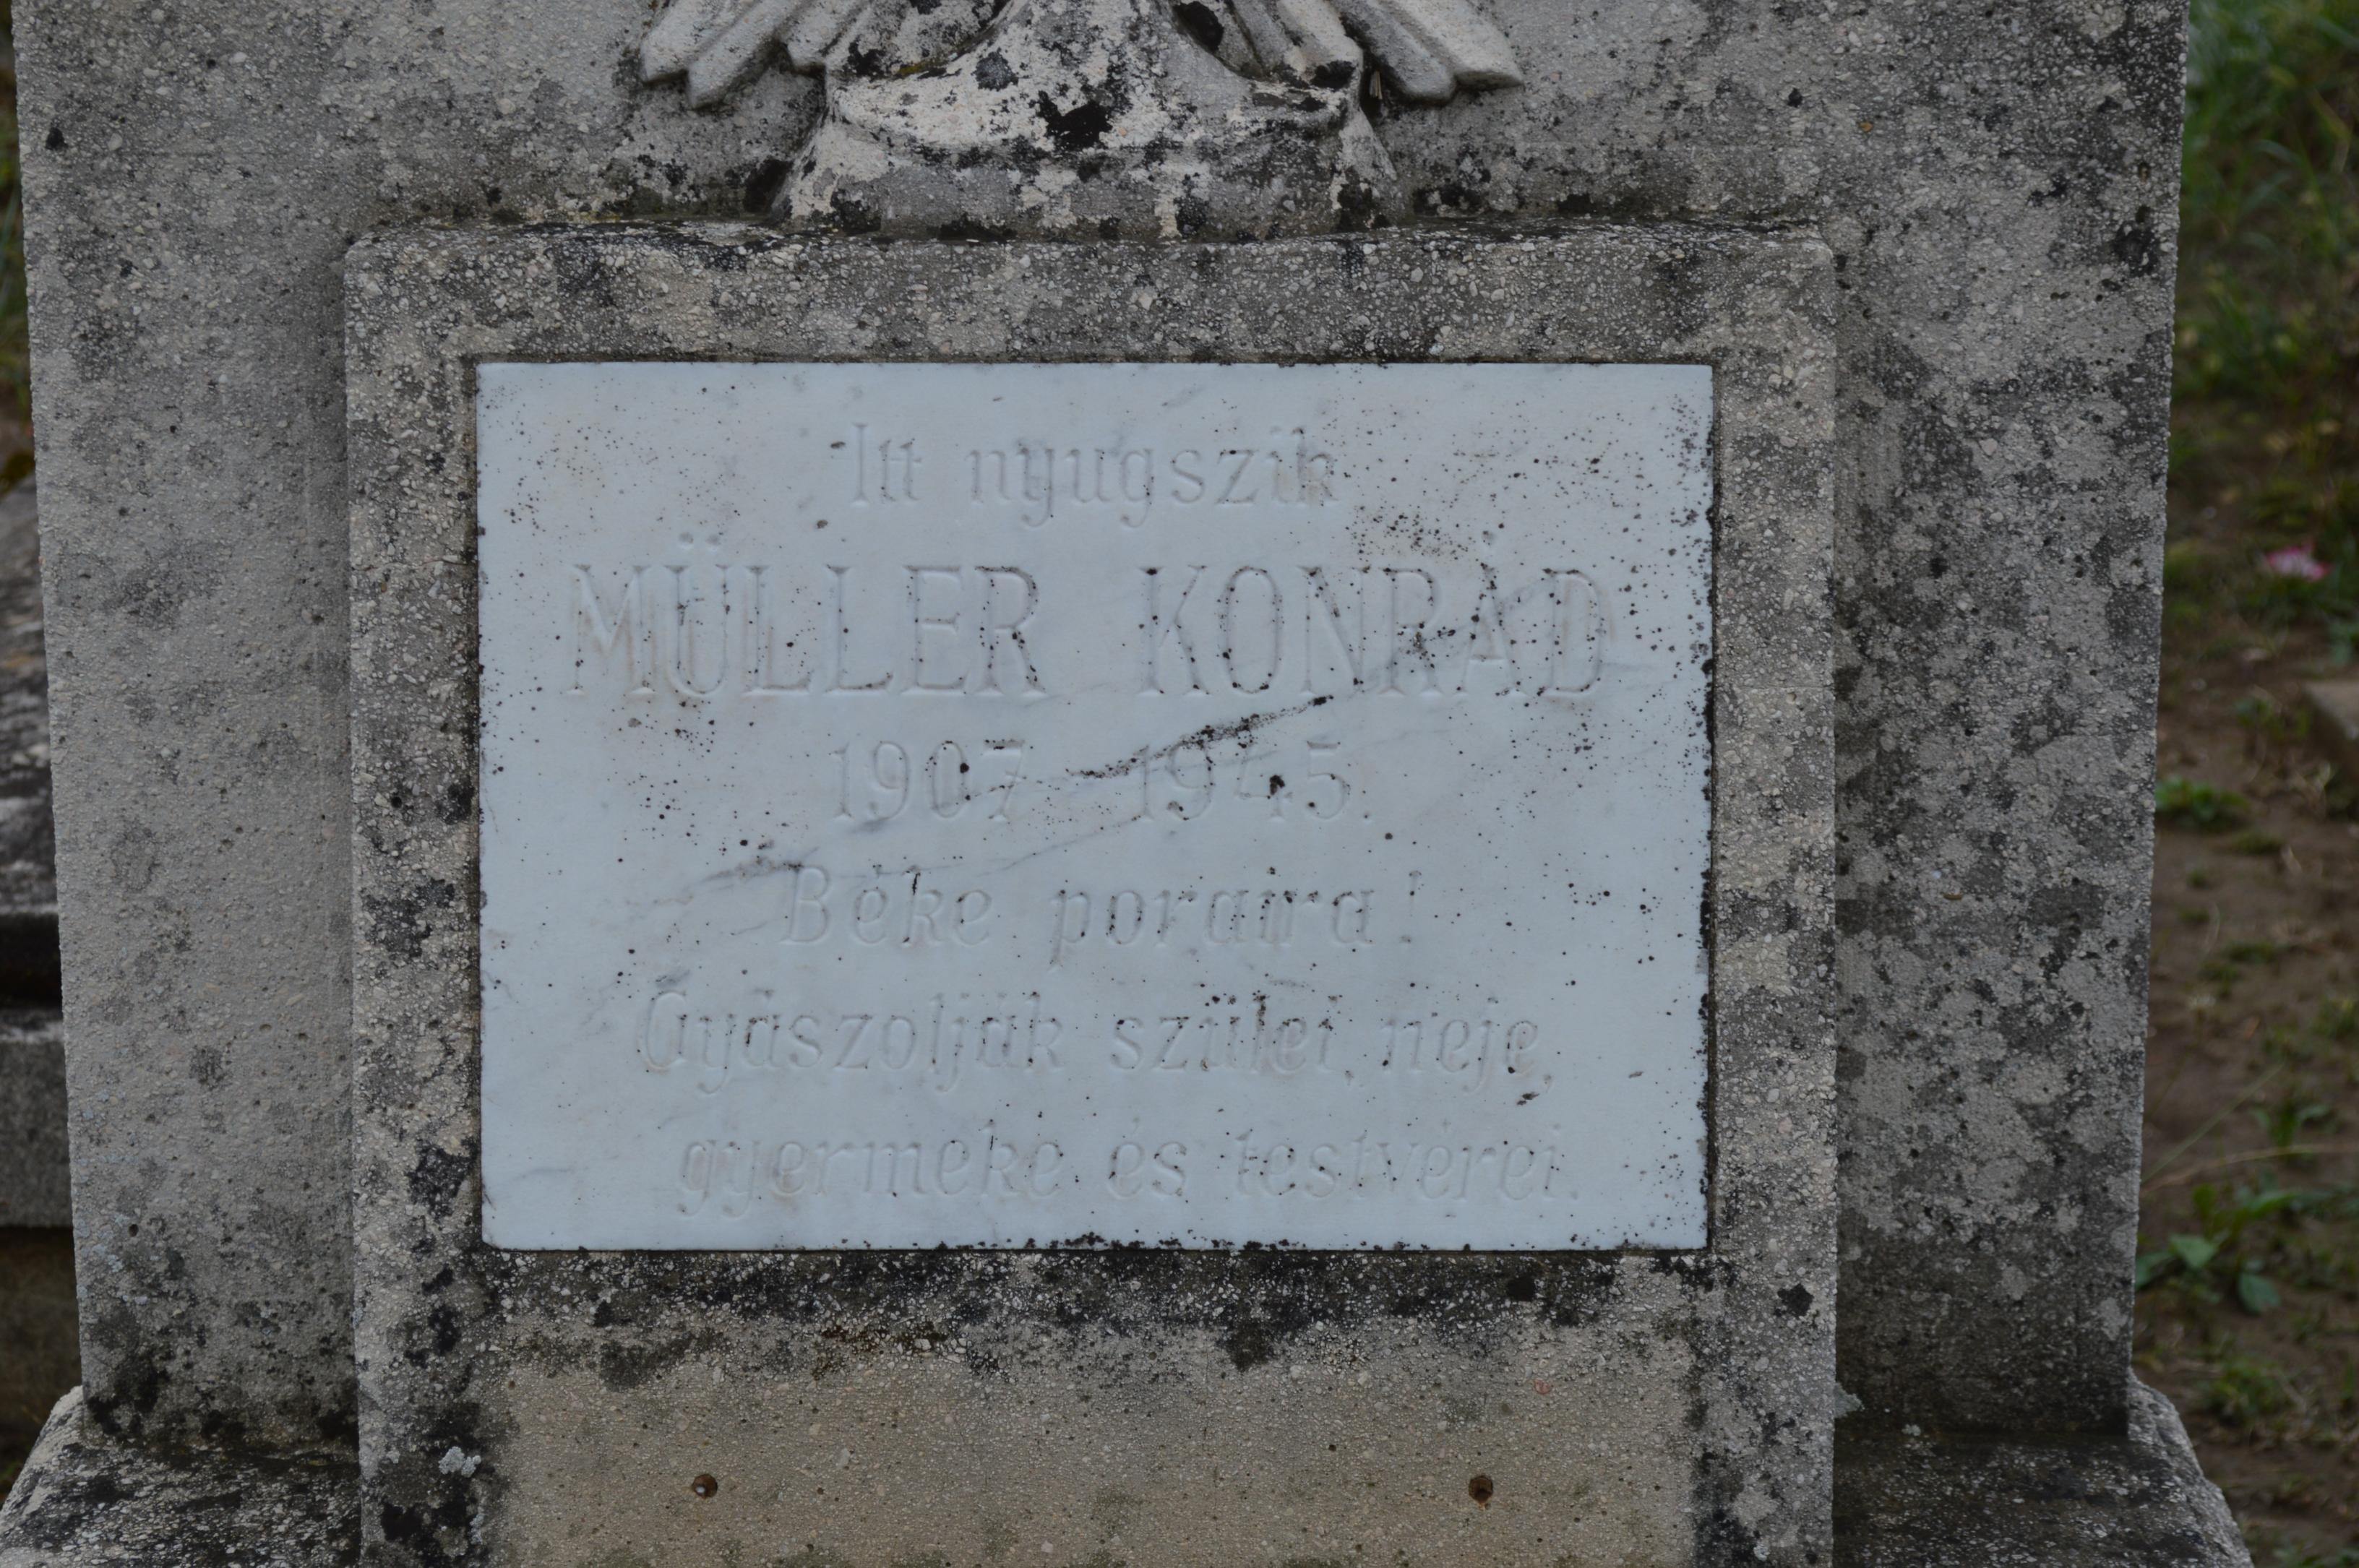 Itt nyugszik
MÜLLER KONRÁD
1907 - 1945.
Béke poraira!
Gyászolják szülei, neje,
gyermeke és testvérei.